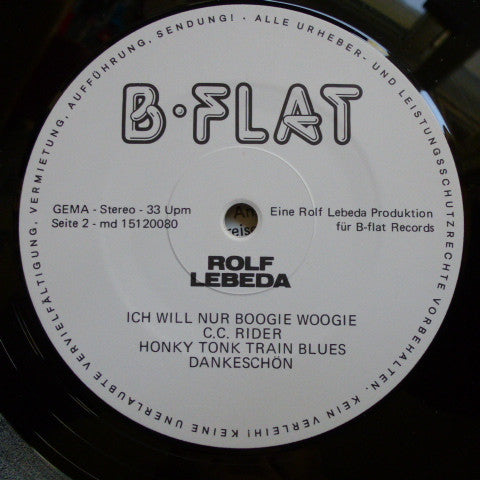 ALLE URHEBER- UND LEISTUNGSSCHUTZRECHTE VORBEHALTEN. KEIN VERLEIH! KEINE UNERLAUBTE VERVIELFÄLTIGUNG, VERMIETUNG, AUFFÜHRUNG, SENDUNG! ·
B·FLAT
GEMA - Stereo - 33 Upm
Seite 2 - md 15120080
Eine Rolf Lebeda Produktion
für B-flat Records
ROLF
LEBEDA
ICH WILL NUR BOOGIE WOOGIE
C.C. RIDER
HONKY TONK TRAIN BLUES
DANKESCHÖN